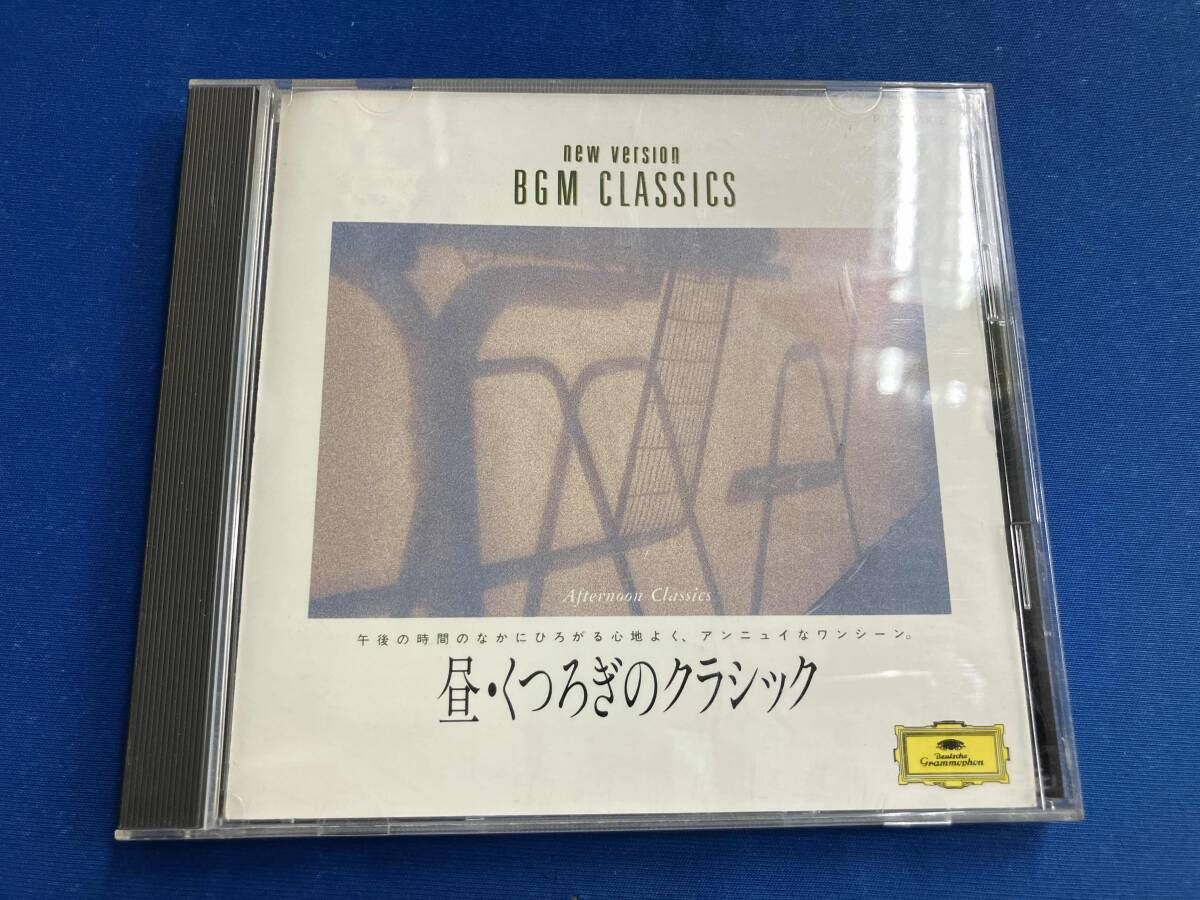 new version
BGM CLASSICS
Afternoon Classics
午後の時間のなかにひろがる心地よく、アンニュイなワンシーン。
昼・くつろぎのクラシック
Deutsche
Grammophon